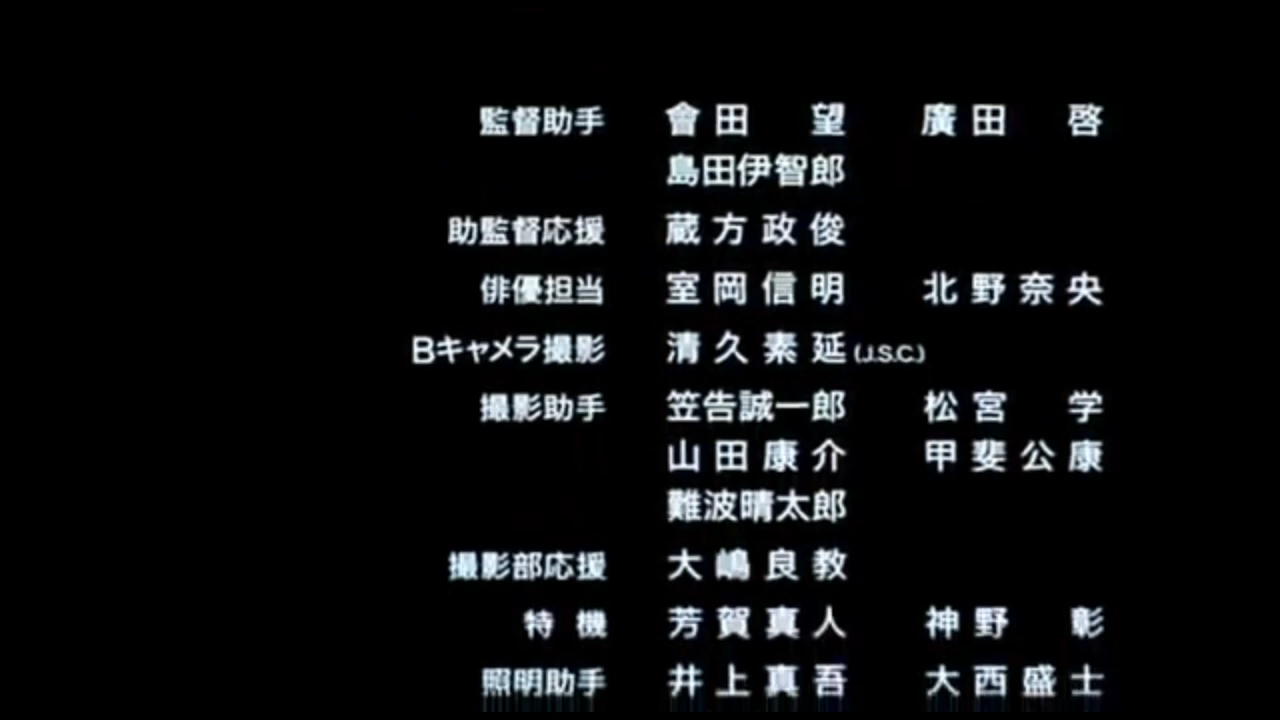 監督助手 會田 望 廣田 啓
島田伊智郎
助監督応援 蔵方政俊
俳優担当 室岡信明 北野奈央
Bキャメラ撮影 清久素延(J.S.C.)
撮影助手 笠告誠一郎 松宮 学
山田康介 甲斐公康
難波晴太郎
撮影部応援 大嶋良教
特 機 芳賀真人 神野 彰
照明助手 井上真吾 大西盛士